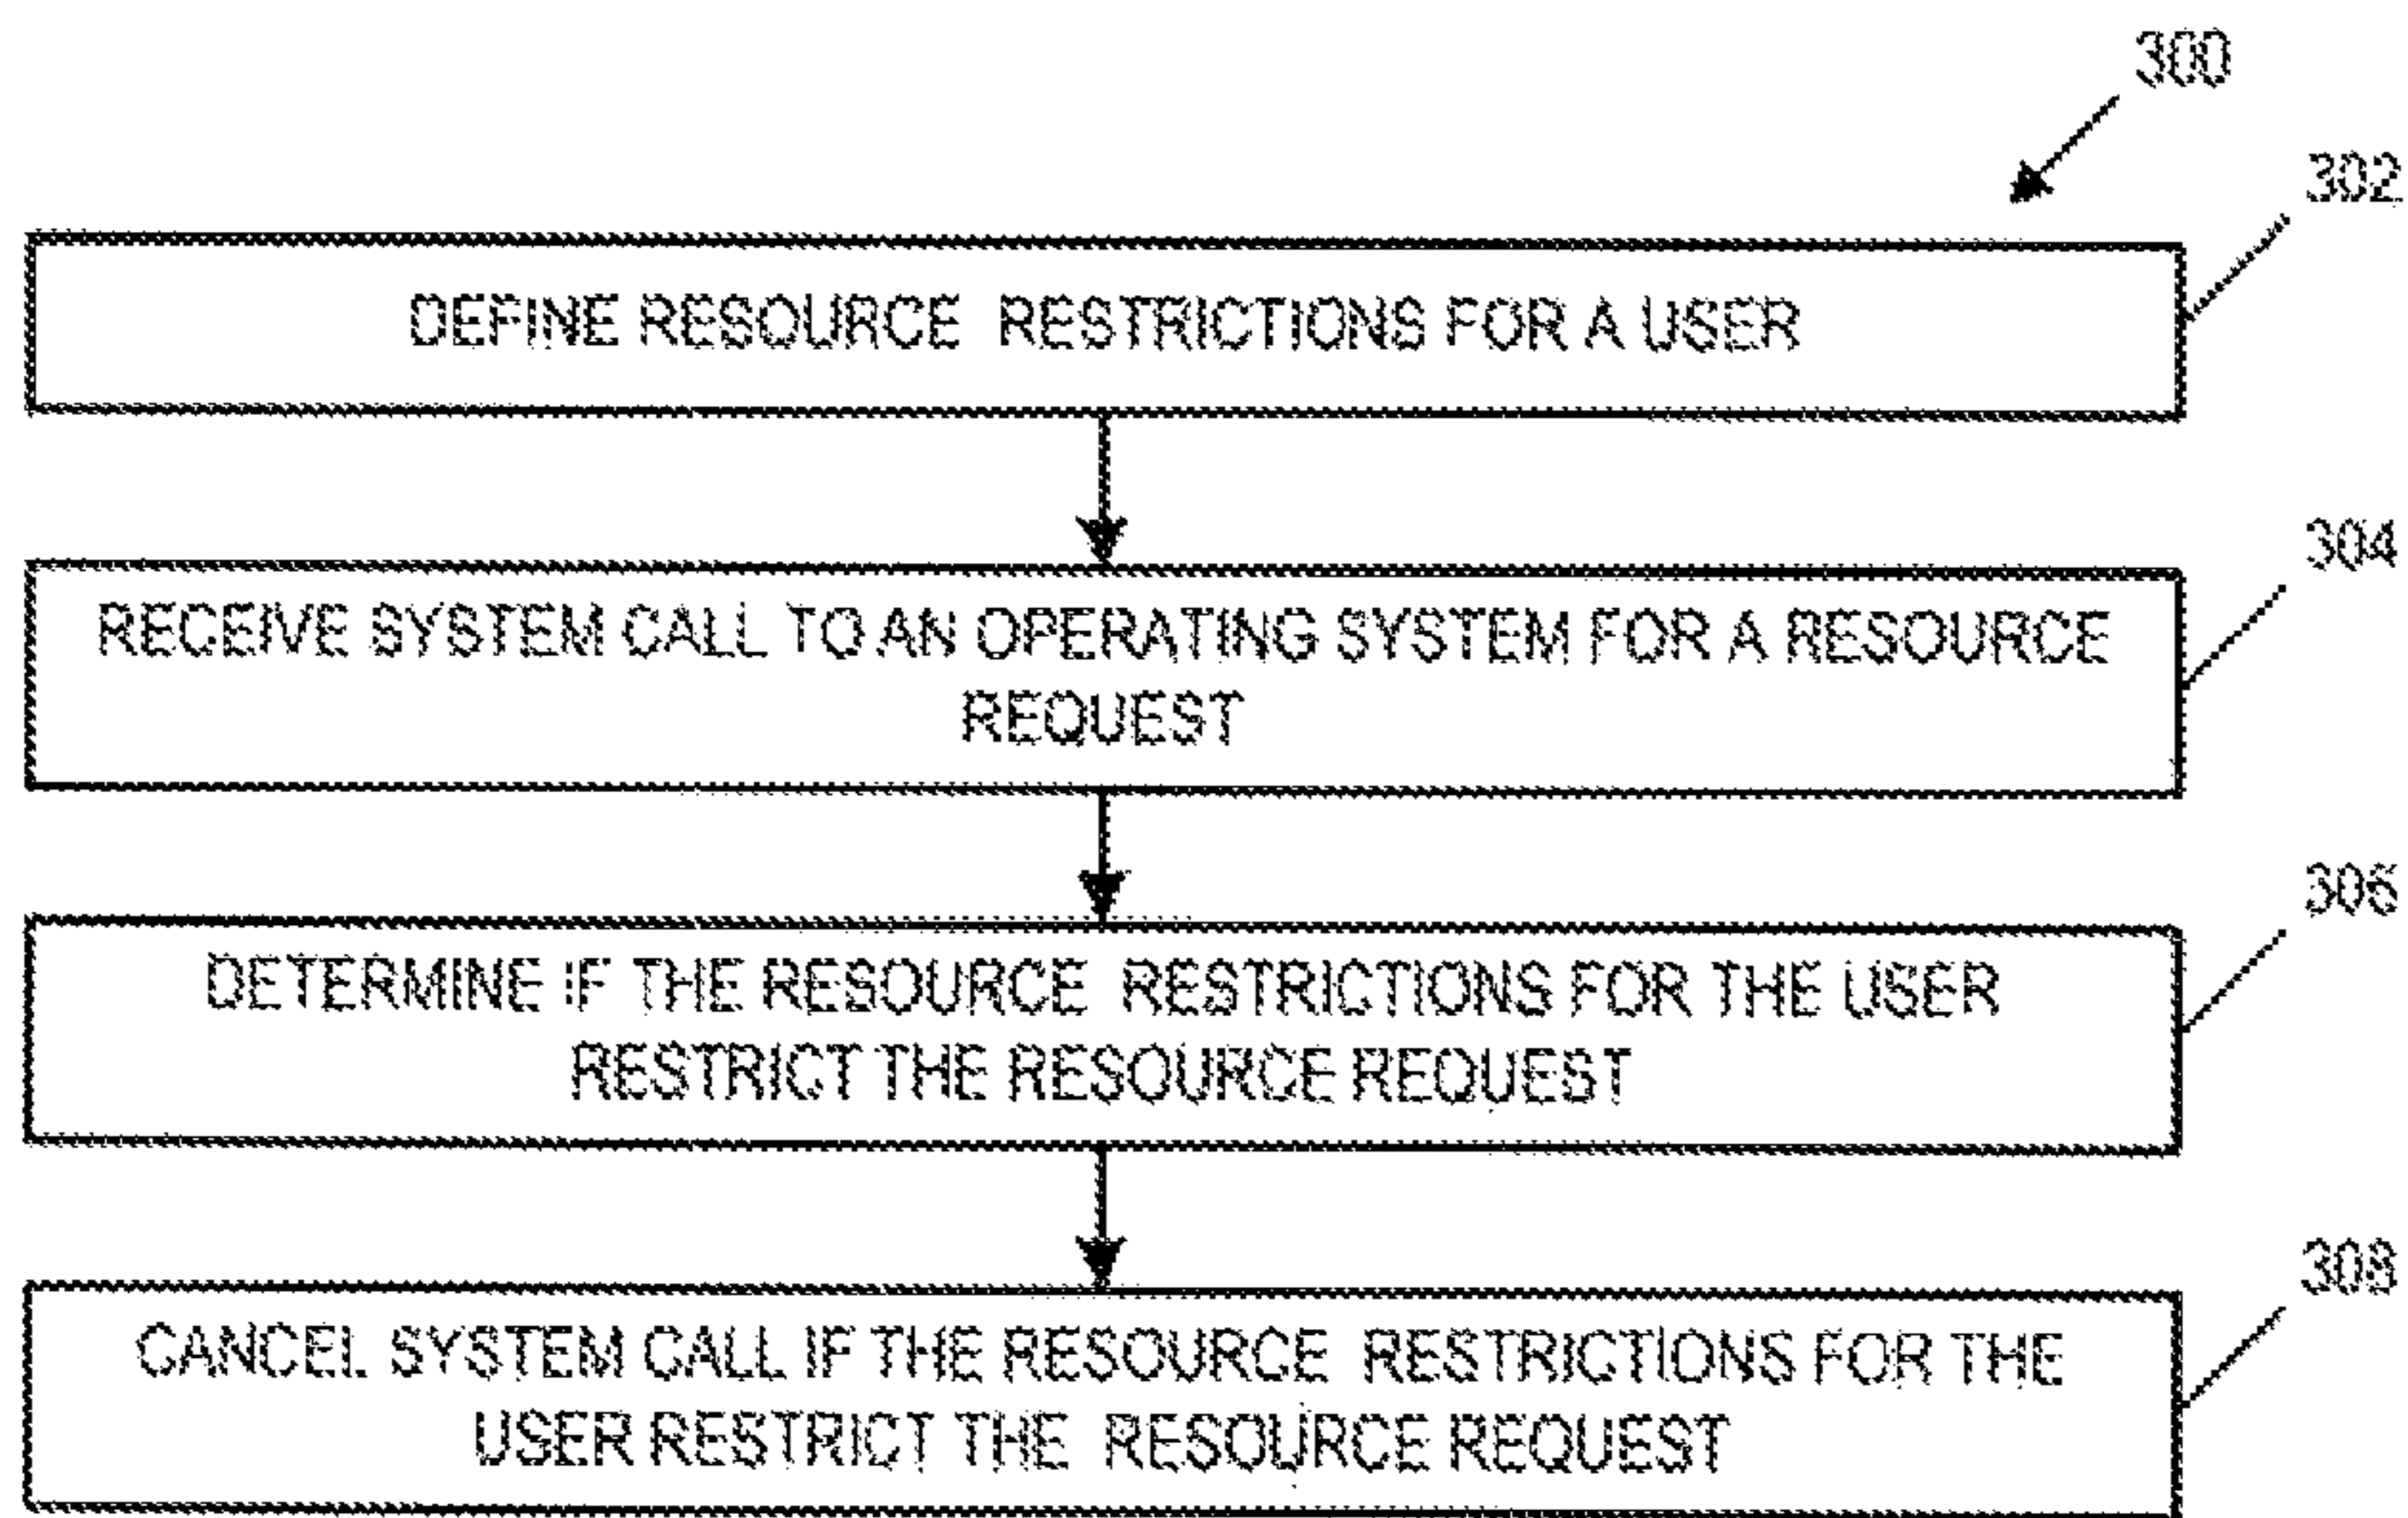 300
302
DEFINE RESOURCE RESTRICTIONS FOR A USER
304
RECEIVE SYSTEM CALL TO AN OPERATING SYSTEM FOR A RESOURCE
REQUEST
306
DETERMINE IF THE RESOURCE RESTRICTIONS FOR THE USER
RESTRICT THE RESOURCE REQUEST
308
CANCEL SYSTEM CALL IF THE RESOURCE RESTRICTIONS FOR THE
USER RESTRICT THE RESOURCE REQUEST